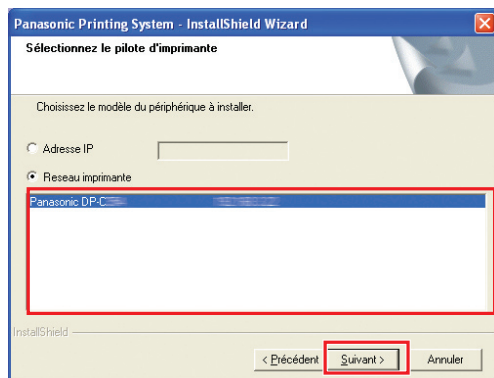 Panasonic Printing System - InstallShield Wizard
Sélectionnez le pilote d'imprimante
Choisissez le modèle du périphérique à installer.
Adresse IP
Reseau imprimante
Panasonic
InstallShield
< Précédent Suivant > Annuler